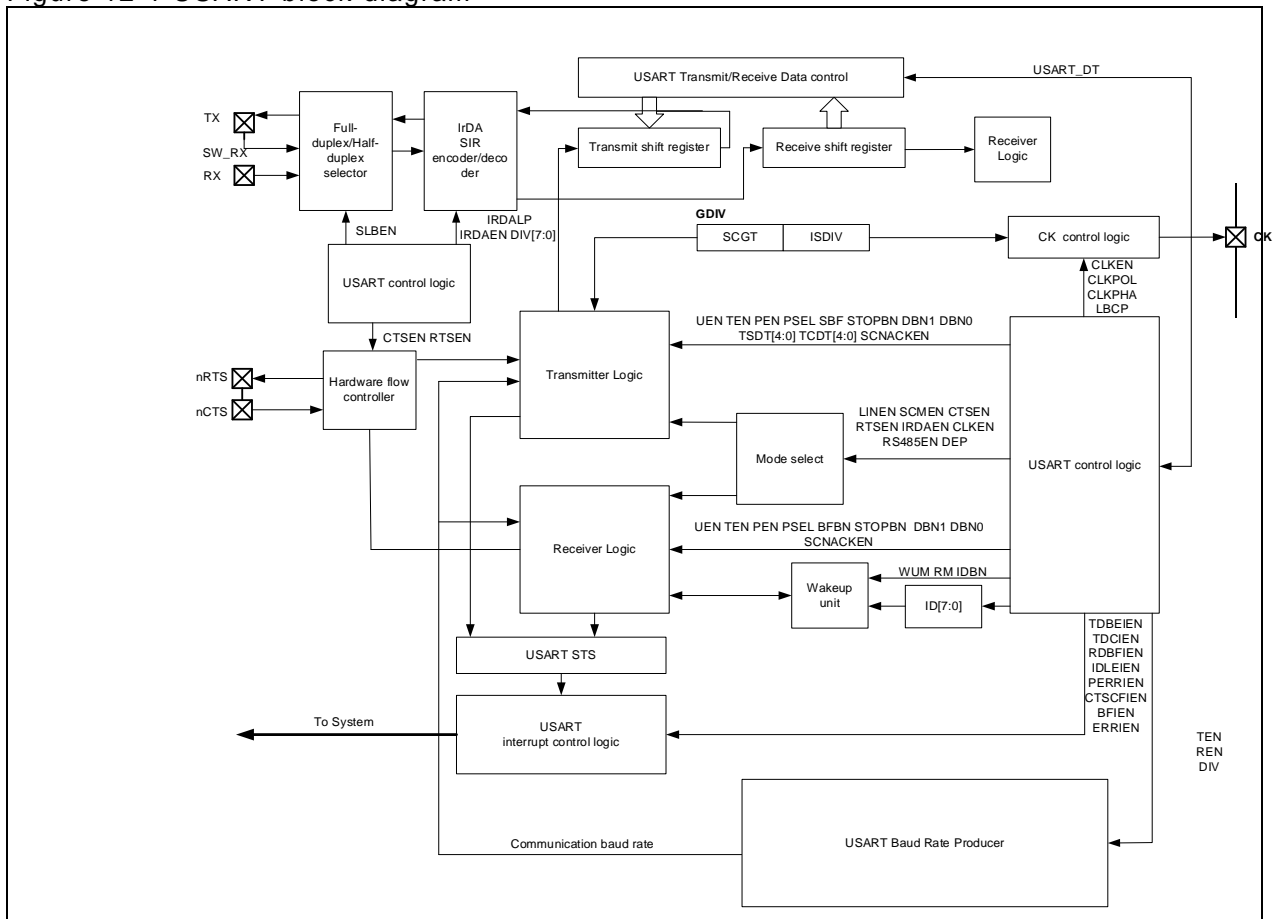 USART Transmit/Receive Data control
USART_DT
TX
SW_RX
RX
Full-
duplex/Half-
duplex
selector
IrDA
SIR
encoder/deco
der
Transmit shift register
Receive shift register
Receiver
Logic
SLBEN
IRDALP
IRDAEN DIV[7:0]
GDIV
SCGT
ISDIV
CK control logic
CK
USART control logic
CLKEN
CLKPOL
CLKPHA
LBCP
CTSEN RTSEN
UEN TEN PEN PSEL SBF STOPBN DBN1 DBN0
TSDT[4:0] TCDT[4:0] SCNACKEN
nRTS
nCTS
Hardware flow
controller
Transmitter Logic
LINEN SCMEN CTSEN
RTSEN IRDAEN CLKEN
RS485EN DEP
Mode select
USART control logic
UEN TEN PEN PSEL BFBN STOPBN DBN1 DBN0
SCNACKEN
Receiver Logic
WUM RM IDBN
Wakeup
unit
ID[7:0]
USART STS
TDBEIEN
TDCIEN
RDBFIEN
IDLEIEN
PERRIEN
CTSCFIEN
BFIEN
ERRIEN
To System
USART
interrupt control logic
TEN
REN
DIV
Communication baud rate
USART Baud Rate Producer